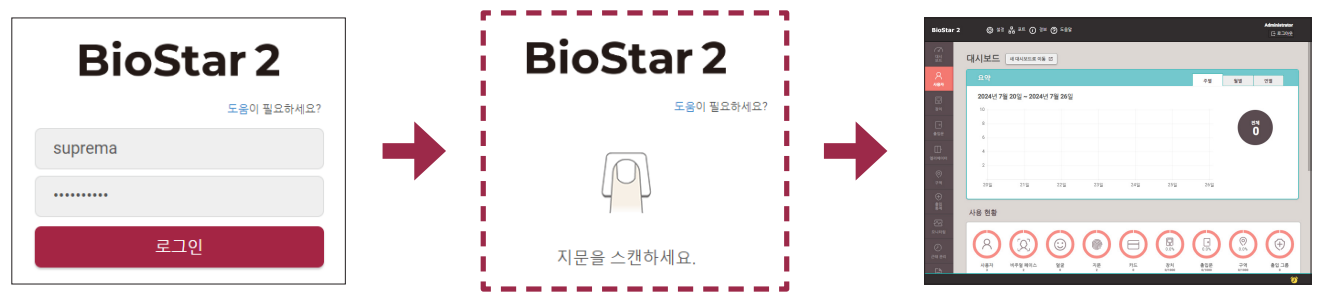 BioStar 2
도움이 필요하세요?
suprema
••••••••••
로그인
BioStar 2
도움이 필요하세요?
지문을 스캔하세요.
BioStar 2
설정 포트 정보 도움말
Administrator
로그아웃
대시보드
새 대시보드로 이동
요약
주별 월별 연별
2024년 7월 20일 ~ 2024년 7월 26일
10
8
6
4
2
20일 21일 22일 23일 24일 25일 26일
전체
0
사용 현황
사용자 비주얼 페이스 얼굴 지문 카드 장치 출입문 구역 출입 그룹